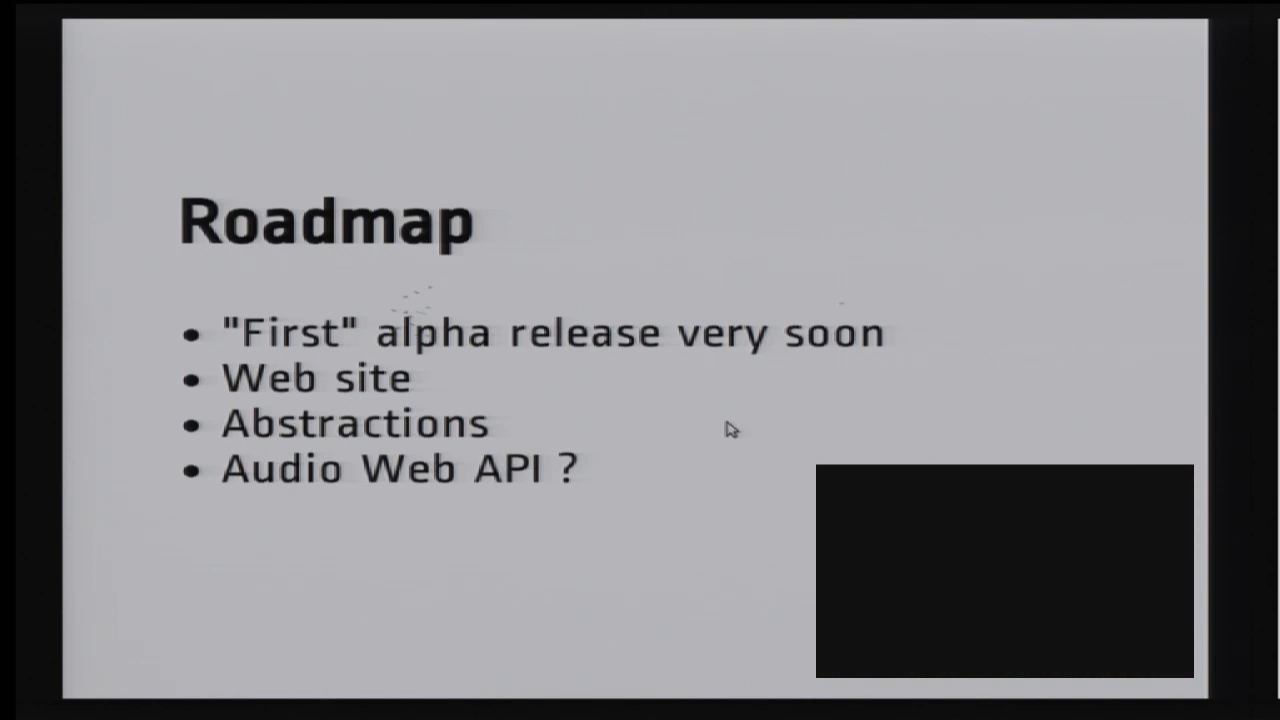 Roadmap
• "First" alpha release very soon
• Web site
• Abstractions
• Audio Web API ?